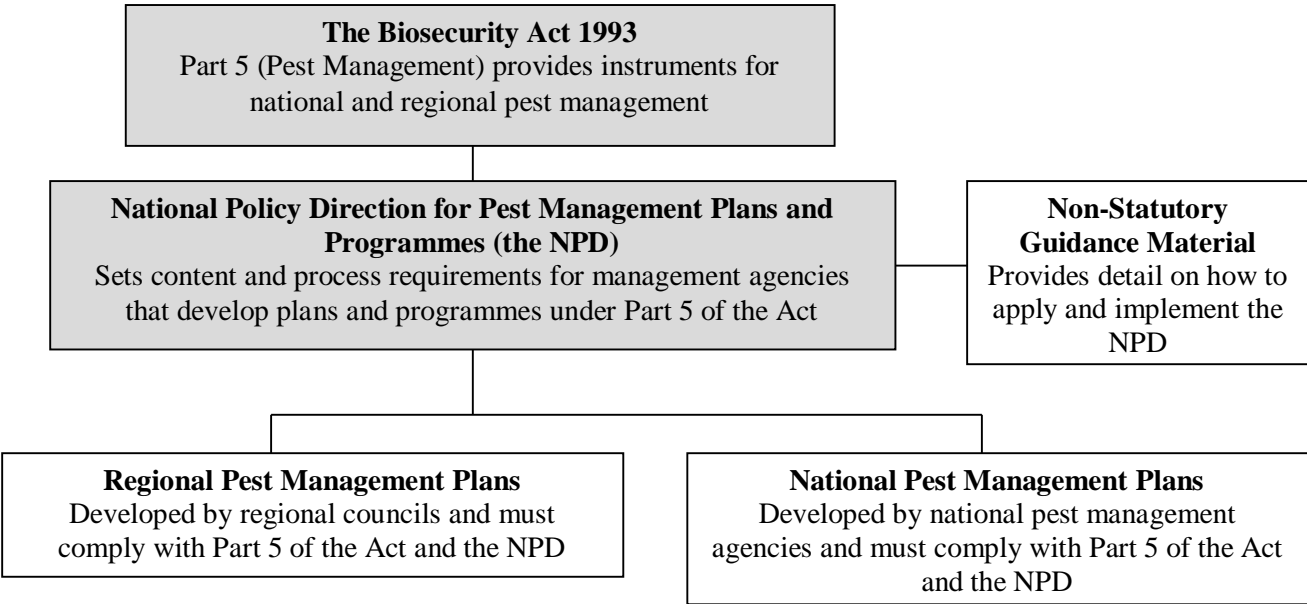 The Biosecurity Act 1993
Part 5 (Pest Management) provides instruments for
national and regional pest management
National Policy Direction for Pest Management Plans and
Programmes (the NPD)
Sets content and process requirements for management agencies
that develop plans and programmes under Part 5 of the Act
Non-Statutory
Guidance Material
Provides detail on how to
apply and implement the
NPD
Regional Pest Management Plans
Developed by regional councils and must
comply with Part 5 of the Act and the NPD
National Pest Management Plans
Developed by national pest management
agencies and must comply with Part 5 of the Act
and the NPD